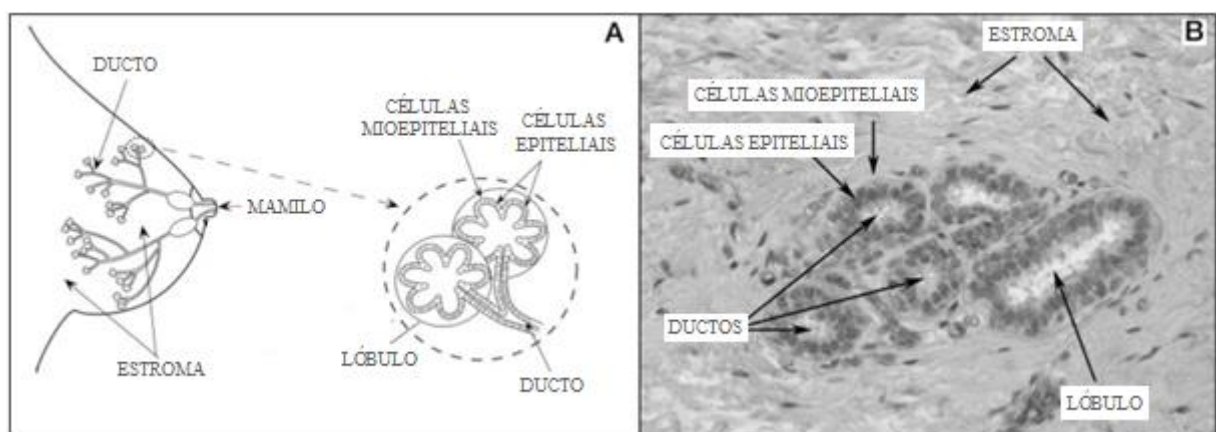 A
DUCTO
CÉLULAS
MIOEPITELIAIS
CÉLULAS
EPITELIAIS
MAMILO
ESTROMA
LÓBULO
DUCTO
B
ESTROMA
CÉLULAS MIOEPITELIAIS
CÉLULAS EPITELIAIS
DUCTOS
LÓBULO